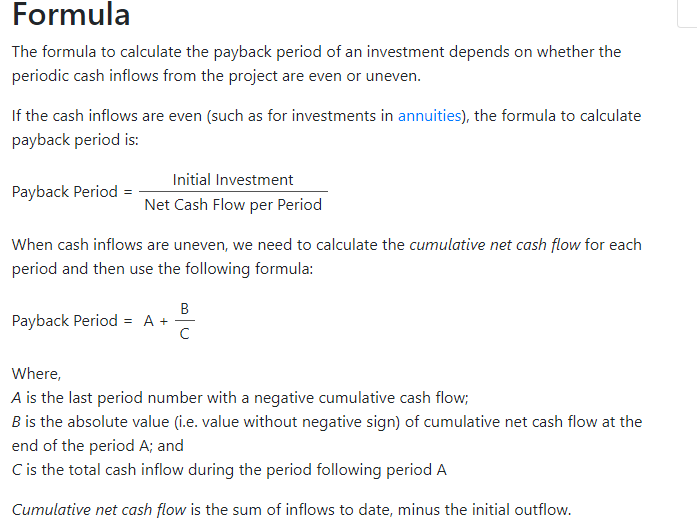 Formula
The formula to calculate the payback period of an investment depends on whether the
periodic cash inflows from the project are even or uneven.
If the cash inflows are even (such as for investments in annuities), the formula to calculate
payback period is:
Payback Period = Initial Investment
Net Cash Flow per Period
When cash inflows are uneven, we need to calculate the cumulative net cash flow for each
period and then use the following formula:
Payback Period = A + B
C
Where,
A is the last period number with a negative cumulative cash flow;
B is the absolute value (i.e. value without negative sign) of cumulative net cash flow at the
end of the period A; and
C is the total cash inflow during the period following period A
Cumulative net cash flow is the sum of inflows to date, minus the initial outflow.